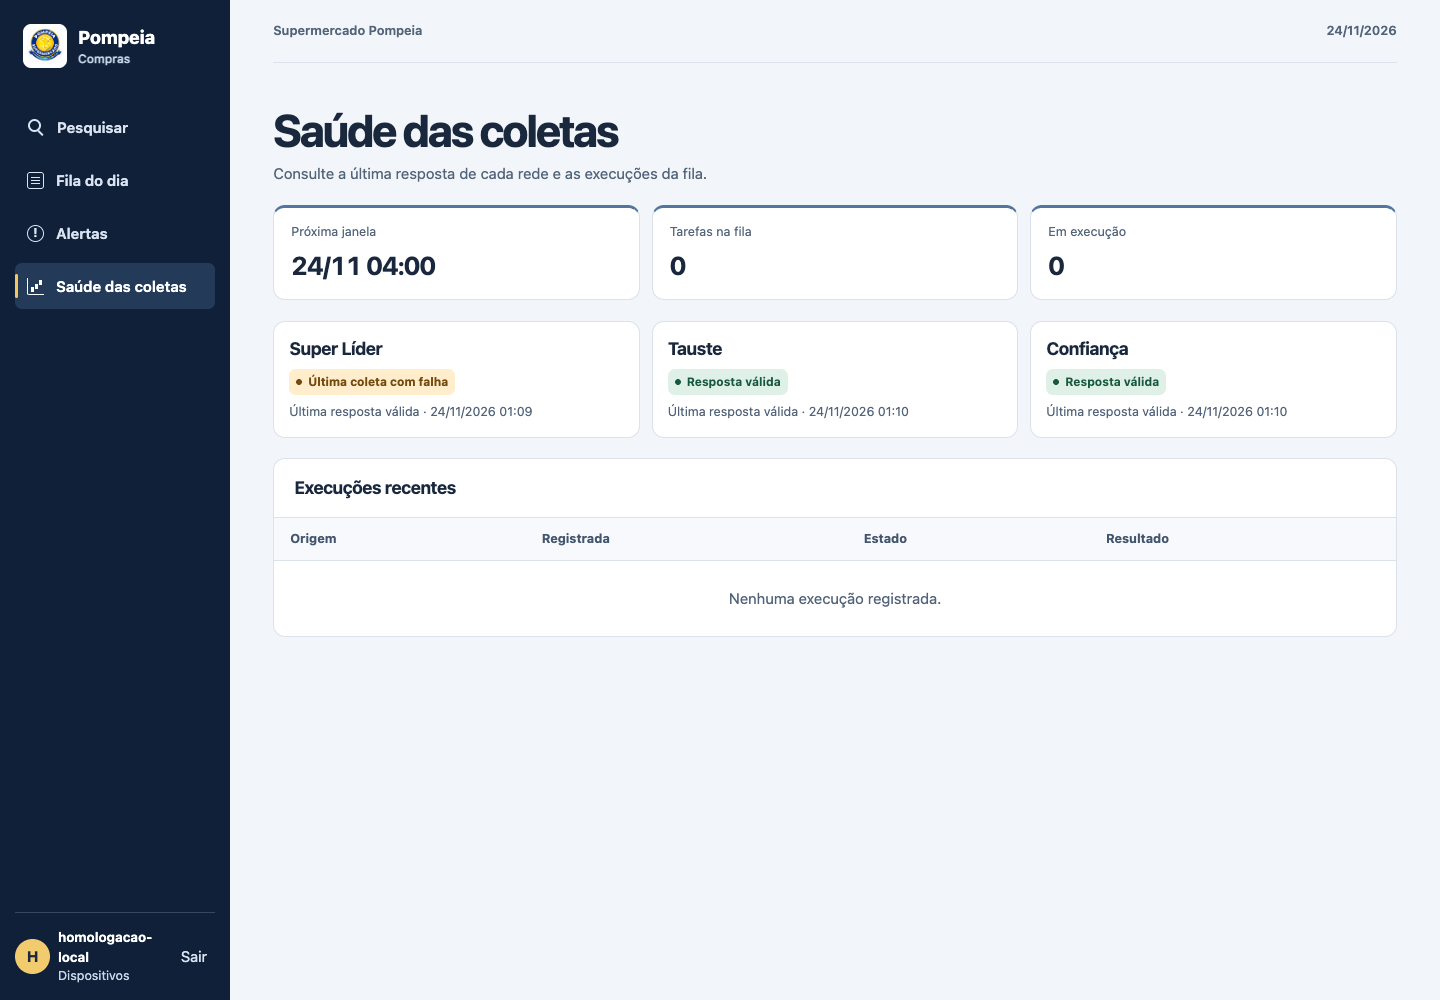 Pompeia
Compras
Pesquisar
Fila do dia
Alertas
Saúde das coletas
homologacao-
local
Dispositivos
Sair
Supermercado Pompeia
24/11/2026
Saúde das coletas
Consulte a última resposta de cada rede e as execuções da fila.
Próxima janela
24/11 04:00
Tarefas na fila
0
Em execução
0
Super Líder
Última coleta com falha
Última resposta válida · 24/11/2026 01:09
Tauste
Resposta válida
Última resposta válida · 24/11/2026 01:10
Confiança
Resposta válida
Última resposta válida · 24/11/2026 01:10
Execuções recentes
Origem Registrada Estado Resultado
Nenhuma execução registrada.
H